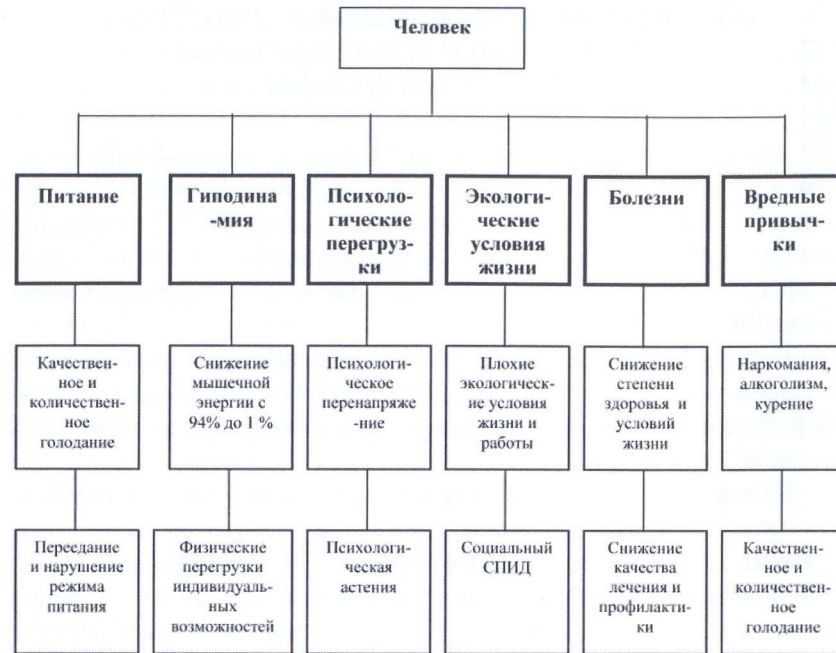 Человек
Питание
Гиподина
-мия
Психоло-
гические
перегруз-
ки
Экологи-
ческие
условия
жизни
Болезни
Вредные
привыч-
ки
Качествен-
ное и
количествен-
ное
голодание
Снижение
мышечной
энергии с
94% до 1 %
Психологи-
ческое
перенапряже
-ние
Плохие
экологическ-
ие условия
жизни и
работы
Снижение
степени
здоровья и
условий
жизни
Наркомания,
алкоголизм,
курение
Переедание
и нарушение
режима
питания
Физические
перегрузки
индивидуаль-
ных
возможностей
Психологи-
ческая
астения
Социальный
СПИД
Снижение
качества
лечения и
профилакти-
ки
Качествен-
ное и
количествен-
ное
голодание